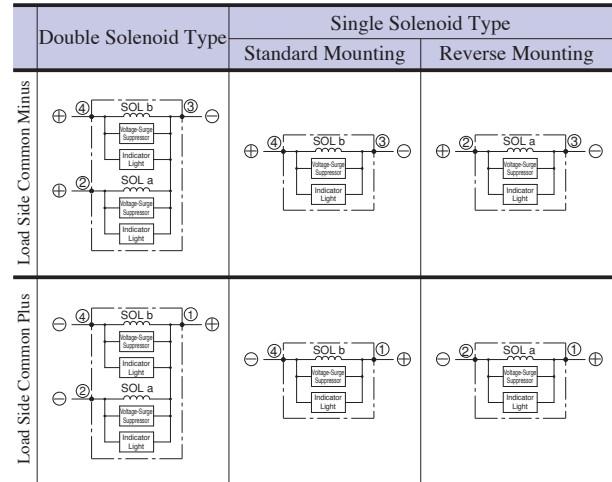 Double Solenoid Type
Single Solenoid Type
Standard Mounting
Reverse Mounting
Load Side Common Minus
⊕ ④ SOL b ③ ⊖
Voltage-Surge
Suppressor
Indicator
Light
⊕ ② SOL a
Voltage-Surge
Suppressor
Indicator
Light
⊕ ④ SOL b ③ ⊖
Voltage-Surge
Suppressor
Indicator
Light
⊕ ② SOL a ③ ⊖
Voltage-Surge
Suppressor
Indicator
Light
Load Side Common Plus
⊖ ④ SOL b ① ⊕
Voltage-Surge
Suppressor
Indicator
Light
⊖ ② SOL a
Voltage-Surge
Suppressor
Indicator
Light
⊖ ④ SOL b ① ⊕
Voltage-Surge
Suppressor
Indicator
Light
⊖ ② SOL a ① ⊕
Voltage-Surge
Suppressor
Indicator
Light